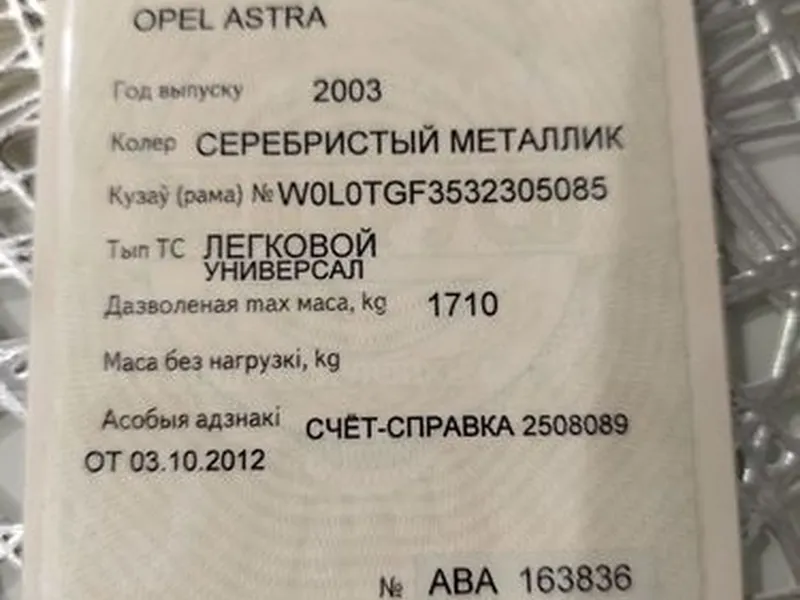 OPEL ASTRA
Год выпуску 2003
Колер СЕРЕБРИСТЫЙ МЕТАЛЛИК
Кузаў (рама) № W0L0TGF3532305085
Тып ТС ЛЕГКОВОЙ
УНИВЕРСАЛ
Дазволеная max маса, kg 1710
Маса без нагрузкі, kg
Асобыя адзнакі СЧЁТ-СПРАВКА 2508089
ОТ 03.10.2012
№ АВА 163836